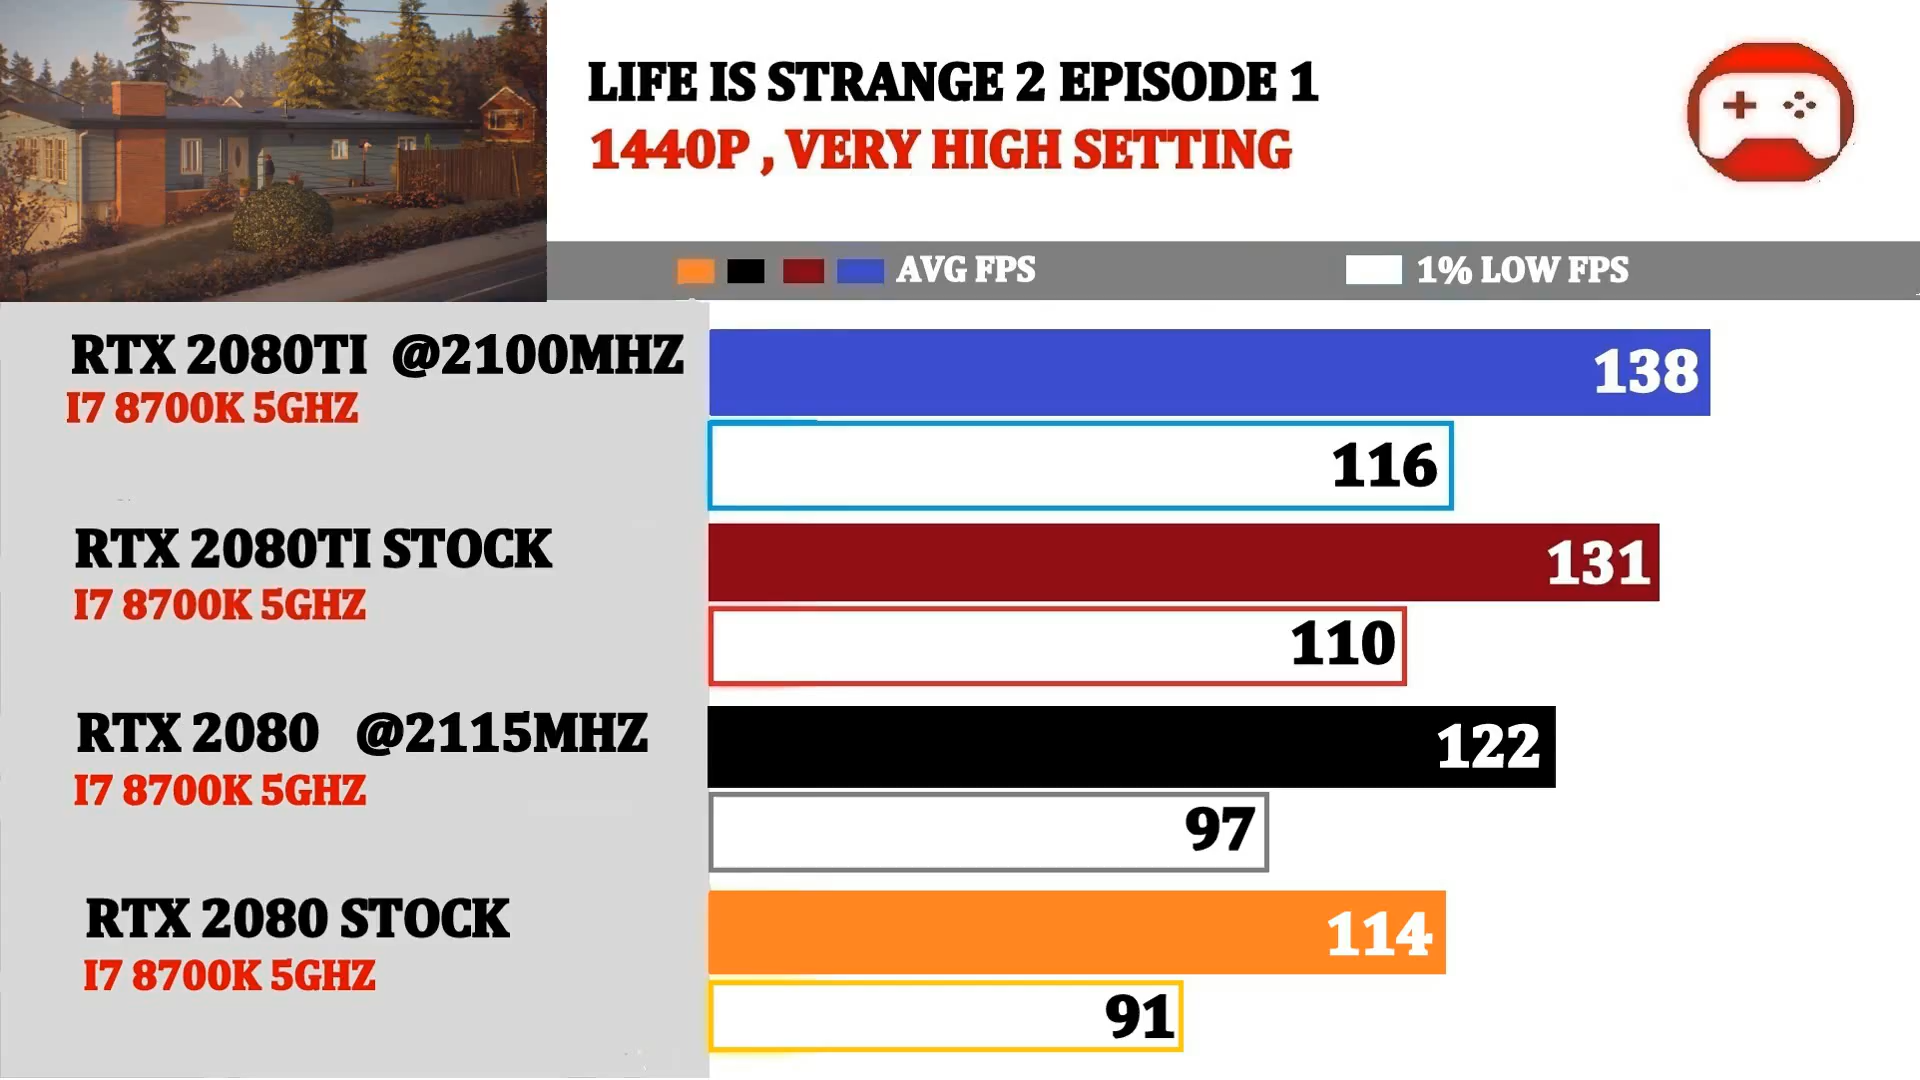 LIFE IS STRANGE 2 EPISODE 1
1440P , VERY HIGH SETTING
AVG FPS
1% LOW FPS
RTX 2080TI @2100MHZ
I7 8700K 5GHZ
138
116
RTX 2080TI STOCK
I7 8700K 5GHZ
131
110
RTX 2080 @2115MHZ
I7 8700K 5GHZ
122
97
RTX 2080 STOCK
I7 8700K 5GHZ
114
91